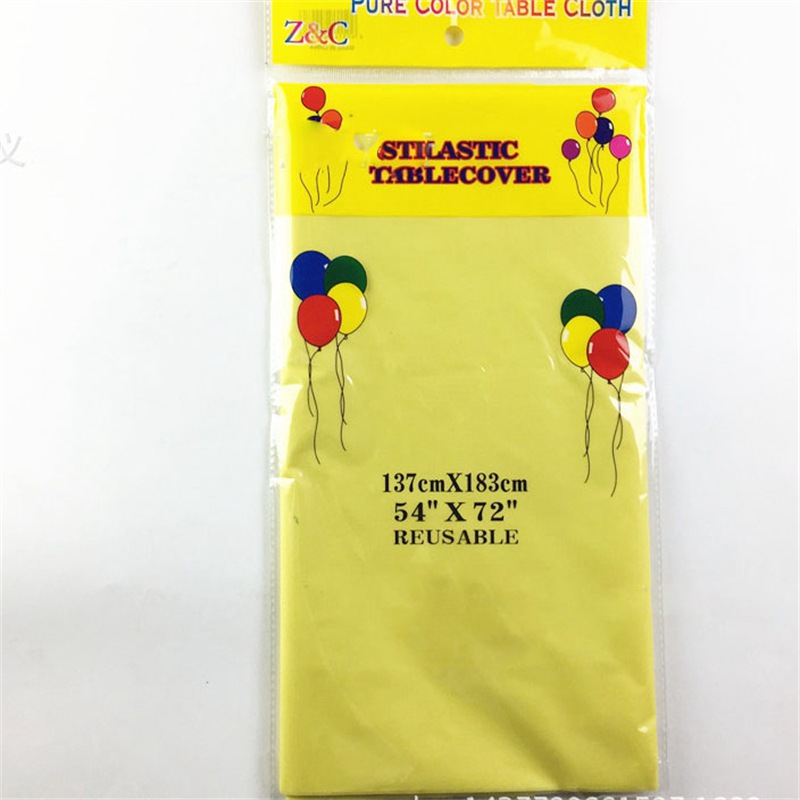 PURE COLOR TABLE CLOTH
Z&C
STILASTIC
TABLECOVER
137cmX183cm
54" X 72"
REUSABLE